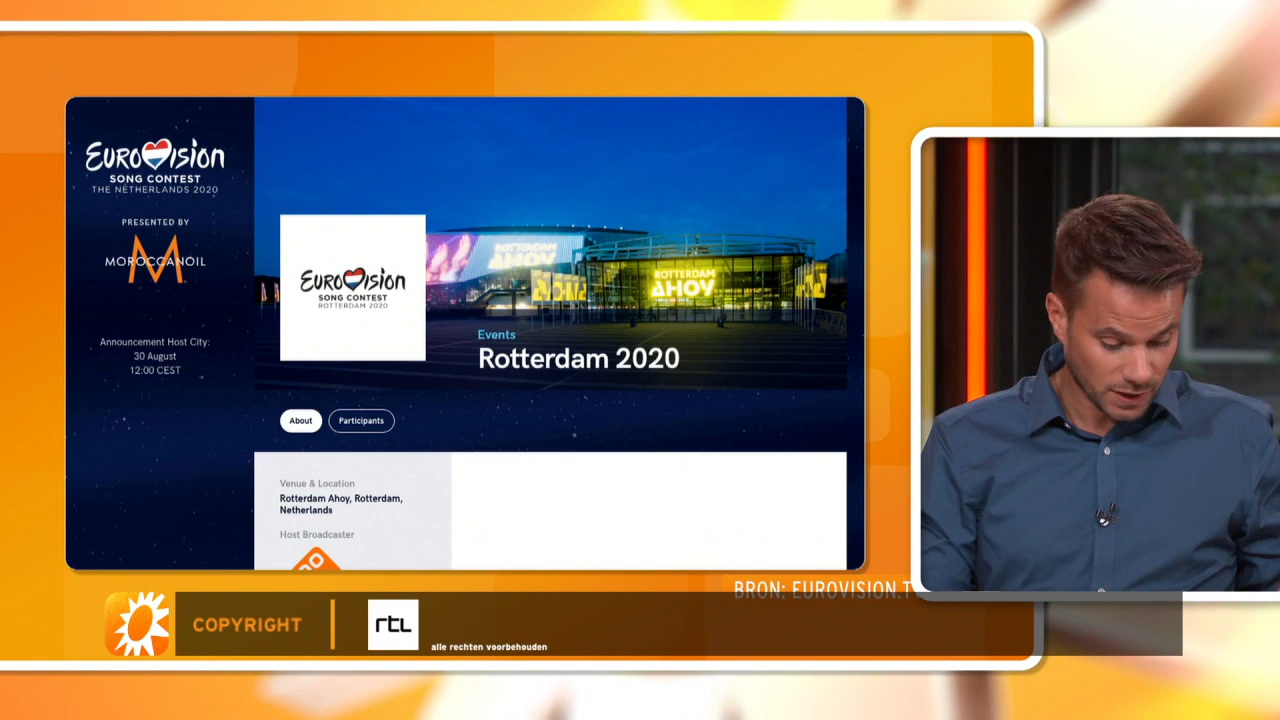 EUROVISION
SONG CONTEST
THE NETHERLANDS 2020
PRESENTED BY
MOROCCANOIL
Announcement Host City:
30 August
12:00 CEST
EUROVISION
SONG CONTEST
ROTTERDAM 2020
ROTTERDAM
AHOY
ROTTERDAM
AHOY
Events
Rotterdam 2020
About
Participants
Venue & Location
Rotterdam Ahoy, Rotterdam,
Netherlands
Host Broadcaster
BRON: EUROVISION.T
COPYRIGHT
rtl
alle rechten voorbehouden